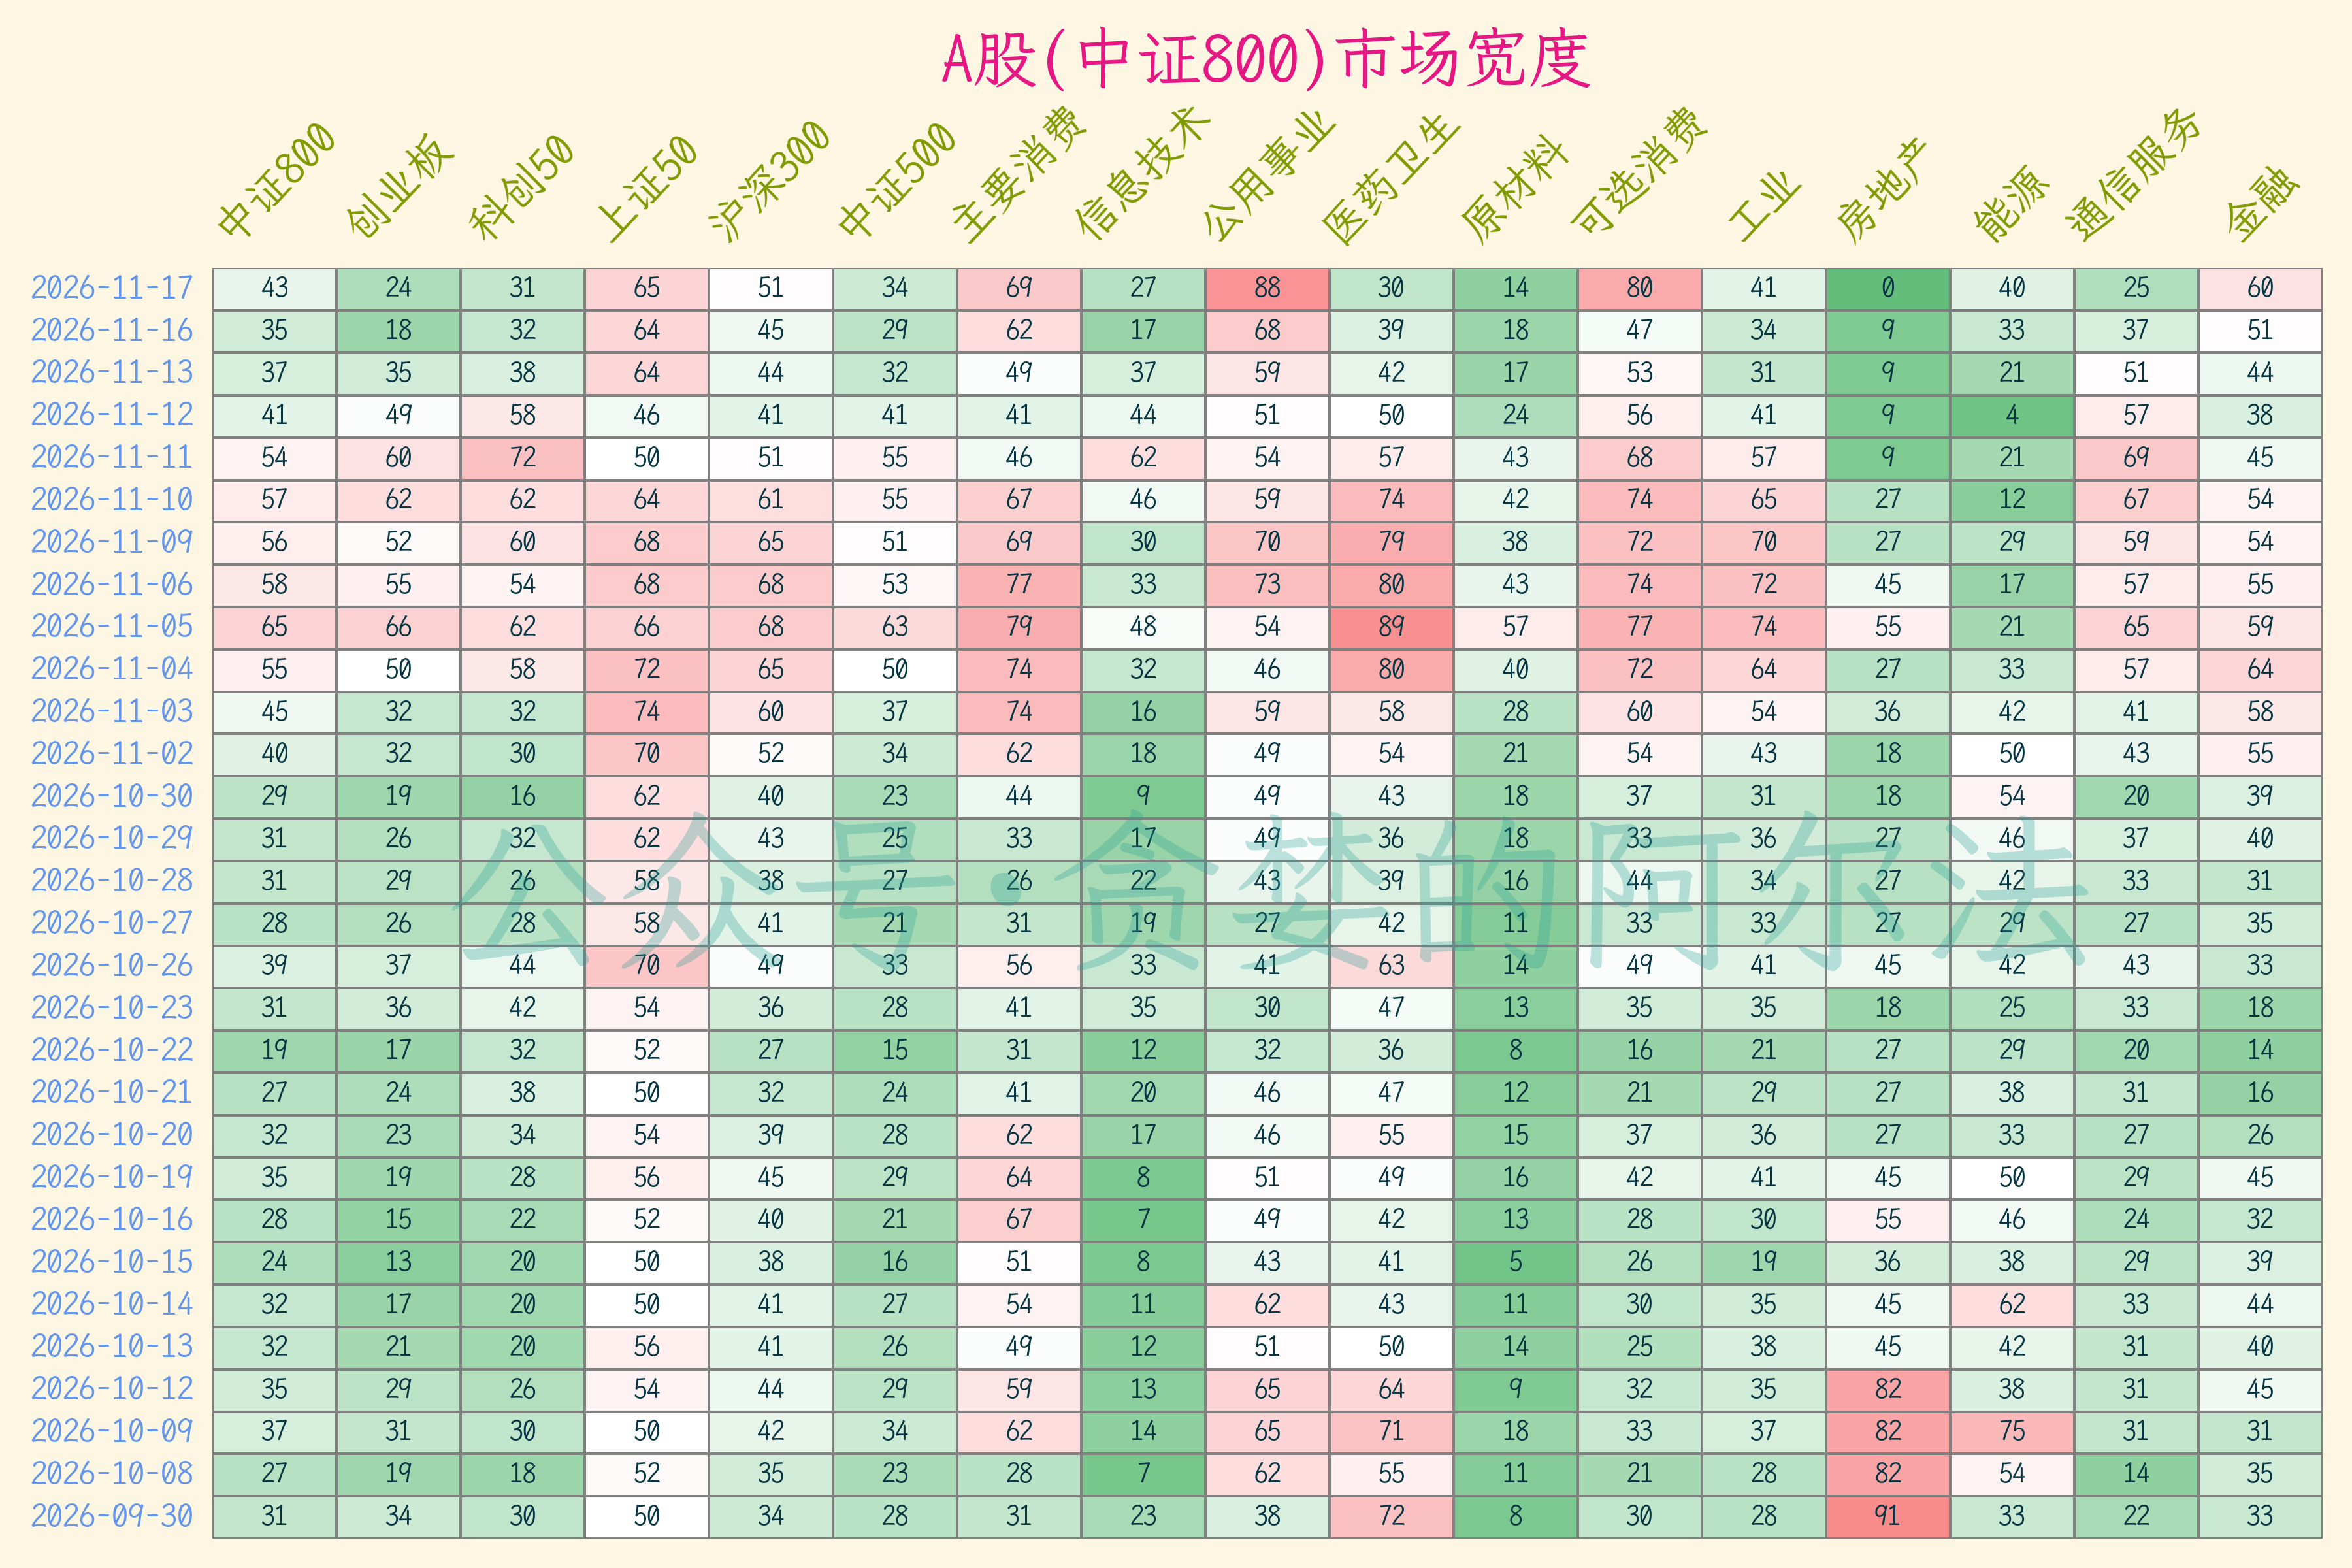 A股(中证800)市场宽度
中证800 创业板 科创50 上证50 沪深300 中证500 主要消费 信息技术 公用事业 医药卫生 原材料 可选消费 工业 房地产 能源 通信服务 金融
2026-11-17 43 24 31 65 51 34 69 27 88 30 14 80 41 0 40 25 60
2026-11-16 35 18 32 64 45 29 62 17 68 39 18 47 34 9 33 37 51
2026-11-13 37 35 38 64 44 32 49 37 59 42 17 53 31 9 21 51 44
2026-11-12 41 49 58 46 41 41 41 44 51 50 24 56 41 9 4 57 38
2026-11-11 54 60 72 50 51 55 46 62 54 57 43 68 57 9 21 69 45
2026-11-10 57 62 62 64 61 55 67 46 59 74 42 74 65 27 12 67 54
2026-11-09 56 52 60 68 65 51 69 30 70 79 38 72 70 27 29 59 54
2026-11-06 58 55 54 68 68 53 77 33 73 80 43 74 72 45 17 57 55
2026-11-05 65 66 62 66 68 63 79 48 54 89 57 77 74 55 21 65 59
2026-11-04 55 50 58 72 65 50 74 32 46 80 40 72 64 27 33 57 64
2026-11-03 45 32 32 74 60 37 74 16 59 58 28 60 54 36 42 41 58
2026-11-02 40 32 30 70 52 34 62 18 49 54 21 54 43 18 50 43 55
2026-10-30 29 19 16 62 40 23 44 9 49 43 18 37 31 18 54 20 39
2026-10-29 31 26 32 62 43 25 33 17 49 36 18 33 36 27 46 37 40
2026-10-28 31 29 26 58 38 27 26 22 43 39 16 44 34 27 42 33 31
2026-10-27 28 26 28 58 41 21 31 19 27 42 11 33 33 27 29 27 35
2026-10-26 39 37 44 70 49 33 56 33 41 63 14 49 41 45 42 43 33
2026-10-23 31 36 42 54 36 28 41 35 30 47 13 35 35 18 25 33 18
2026-10-22 19 17 32 52 27 15 31 12 32 36 8 16 21 27 29 20 14
2026-10-21 27 24 38 50 32 24 41 20 46 47 12 21 29 27 38 31 16
2026-10-20 32 23 34 54 39 28 62 17 46 55 15 37 36 27 33 27 26
2026-10-19 35 19 28 56 45 29 64 8 51 49 16 42 41 45 50 29 45
2026-10-16 28 15 22 52 40 21 67 7 49 42 13 28 30 55 46 24 32
2026-10-15 24 13 20 50 38 16 51 8 43 41 5 26 19 36 38 29 39
2026-10-14 32 17 20 50 41 27 54 11 62 43 11 30 35 45 62 33 44
2026-10-13 32 21 20 56 41 26 49 12 51 50 14 25 38 45 42 31 40
2026-10-12 35 29 26 54 44 29 59 13 65 64 9 32 35 82 38 31 45
2026-10-09 37 31 30 50 42 34 62 14 65 71 18 33 37 82 75 31 31
2026-10-08 27 19 18 52 35 23 28 7 62 55 11 21 28 82 54 14 35
2026-09-30 31 34 30 50 34 28 31 23 38 72 8 30 28 91 33 22 33
公众号·贪婪的阿尔法